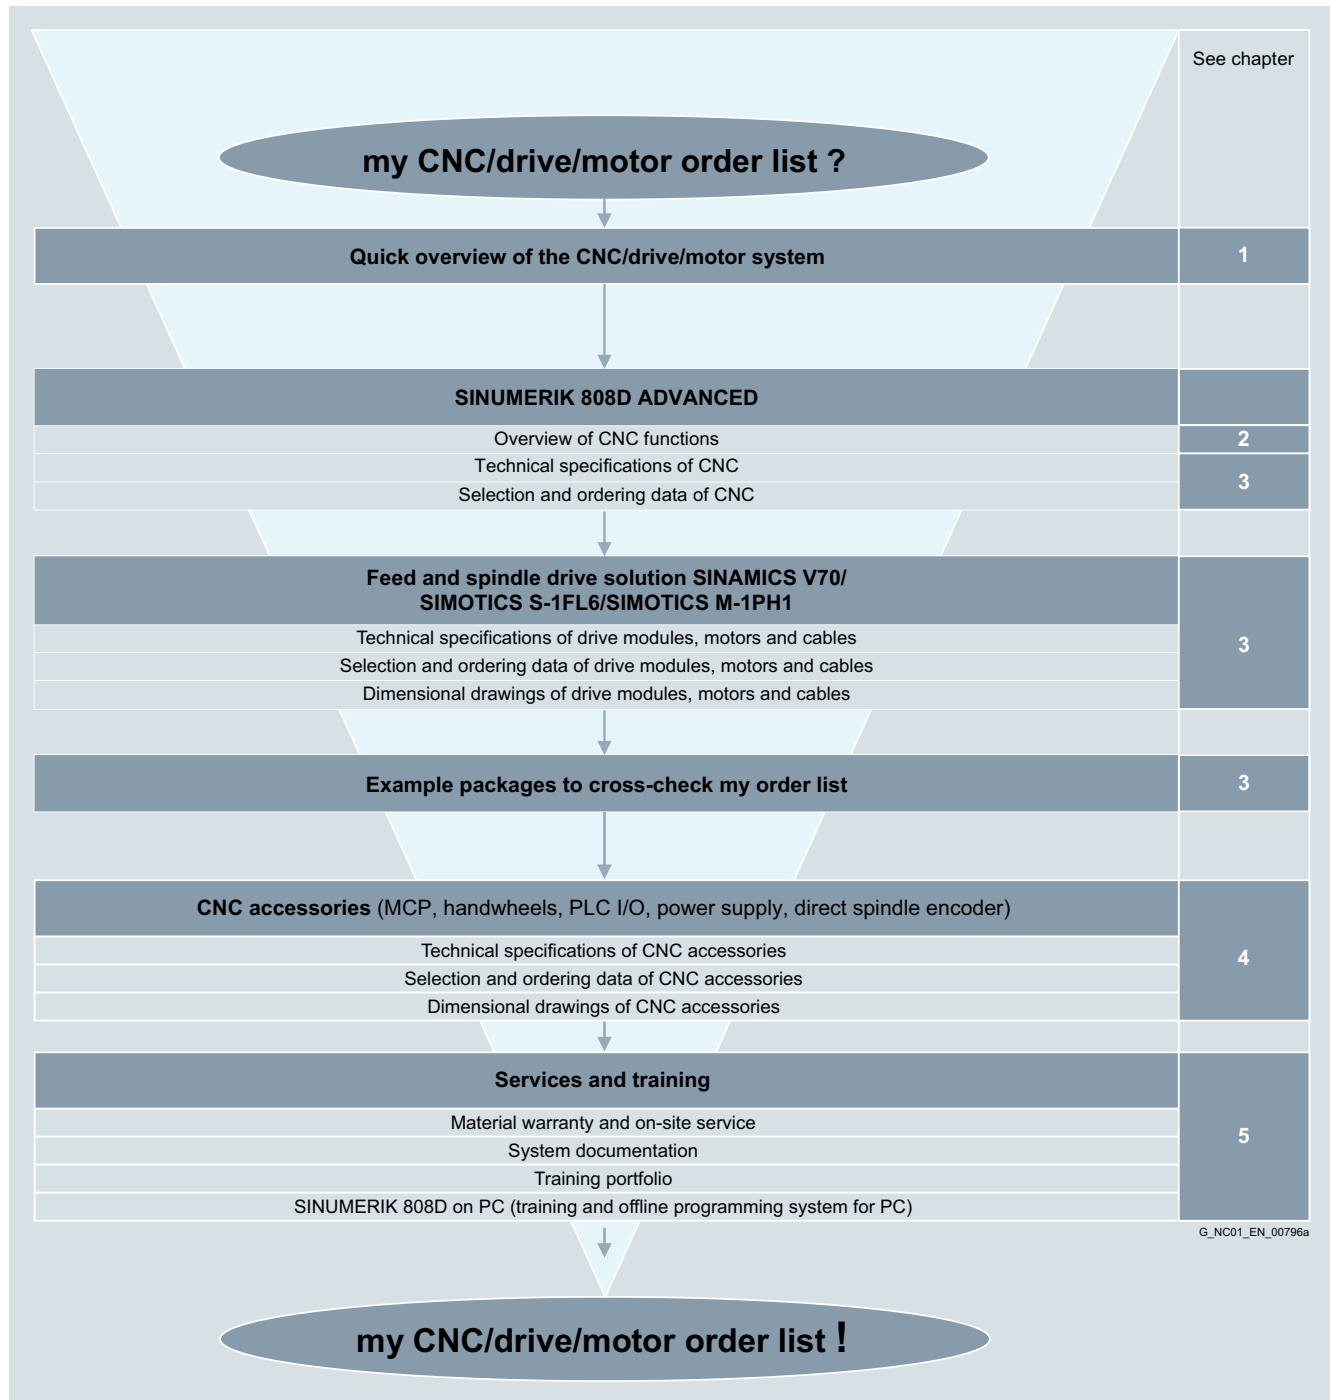 See chapter
my CNC/drive/motor order list ?
Quick overview of the CNC/drive/motor system
1
SINUMERIK 808D ADVANCED
Overview of CNC functions
2
Technical specifications of CNC
Selection and ordering data of CNC
3
Feed and spindle drive solution SINAMICS V70/
SIMOTICS S-1FL6/SIMOTICS M-1PH1
Technical specifications of drive modules, motors and cables
Selection and ordering data of drive modules, motors and cables
Dimensional drawings of drive modules, motors and cables
3
Example packages to cross-check my order list
3
CNC accessories (MCP, handwheels, PLC I/O, power supply, direct spindle encoder)
Technical specifications of CNC accessories
Selection and ordering data of CNC accessories
Dimensional drawings of CNC accessories
4
Services and training
Material warranty and on-site service
System documentation
Training portfolio
SINUMERIK 808D on PC (training and offline programming system for PC)
5
G_NC01_EN_00796a
my CNC/drive/motor order list !